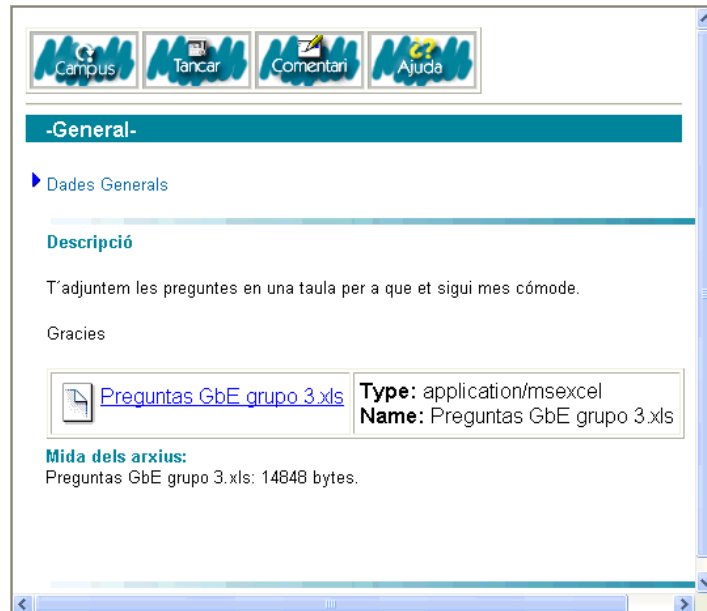 Campus Tancar Comentari Ajuda
-General-
Dades Generals
Descripció
T´adjuntem les preguntes en una taula per a que et sigui mes cómode.
Gracies
Preguntas GbE grupo 3.xls
Type: application/msexcel
Name: Preguntas GbE grupo 3.xls
Mida dels arxius:
Preguntas GbE grupo 3.xls: 14848 bytes.